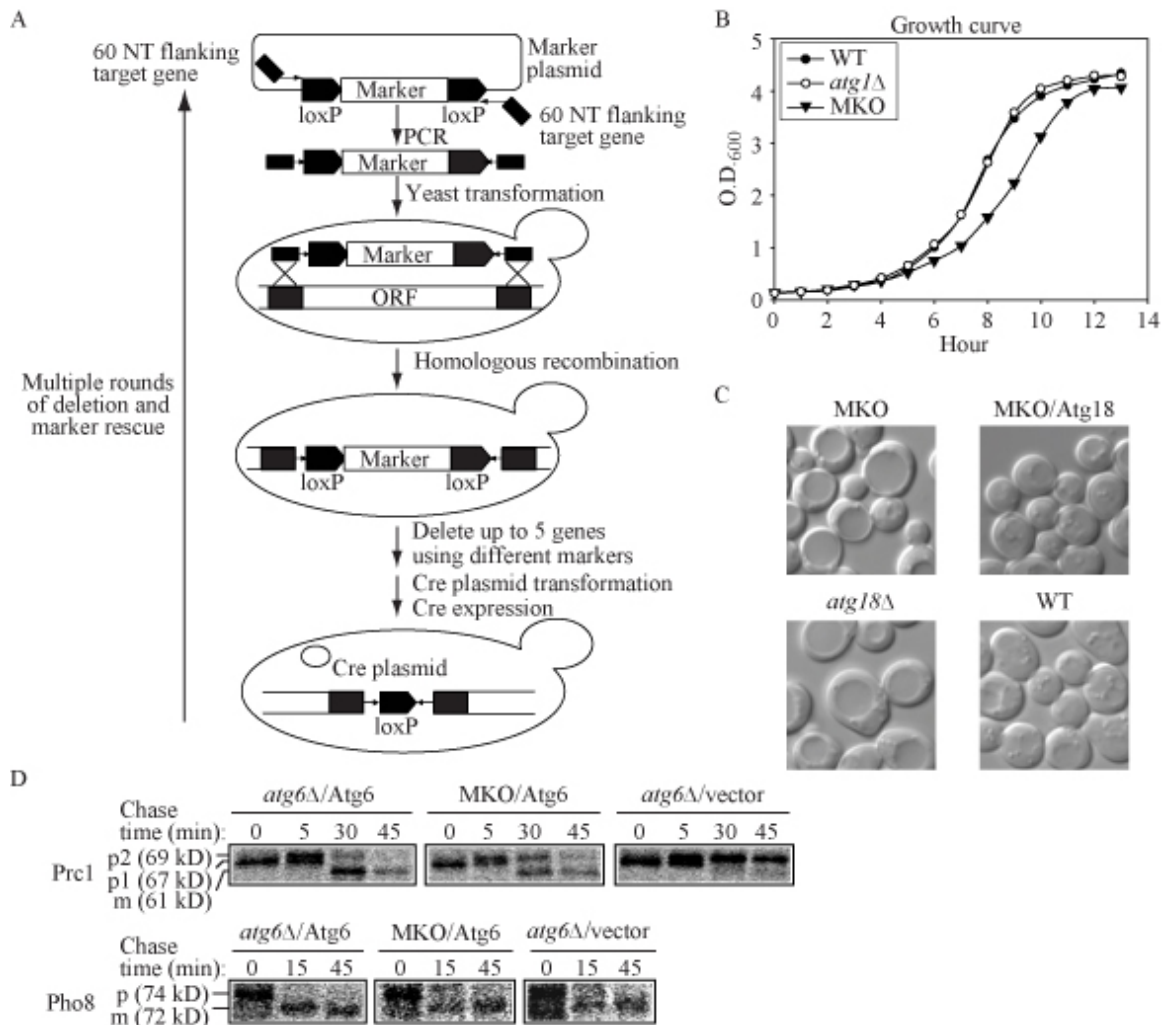 A
60 NT flanking
target gene
Marker
plasmid
Marker
loxP
loxP
60 NT flanking
target gene
PCR
Marker
Yeast transformation
Marker
ORF
Homologous recombination
Multiple rounds
of deletion and
marker rescue
Marker
loxP
loxP
Delete up to 5 genes
using different markers
Cre plasmid transformation
Cre expression
Cre plasmid
loxP
B
Growth curve
WT
atg1Δ
MKO
O.D.600
5
4
3
2
1
0
0 2 4 6 8 10 12 14
Hour
C
MKO
MKO/Atg18
atg18Δ
WT
D
atg6Δ/Atg6
MKO/Atg6
atg6Δ/vector
Chase
time (min):
0 5 30 45
0 5 30 45
0 5 30 45
Prc1
p2 (69 kD)
p1 (67 kD)
m (61 kD)
atg6Δ/Atg6
MKO/Atg6
atg6Δ/vector
Chase
time (min):
0 15 45
0 15 45
0 15 45
Pho8
p (74 kD)
m (72 kD)